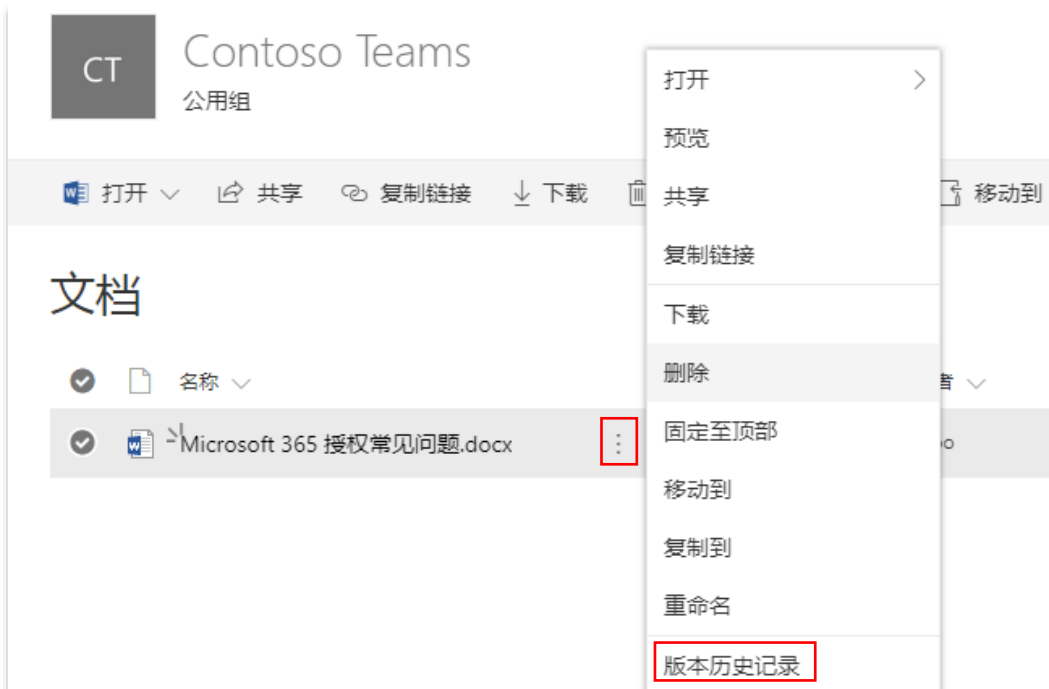 CT
Contoso Teams
公用组
打开
共享
复制链接
下载
移动到
文档
名称
者
Microsoft 365 授权常见问题.docx
打开
预览
共享
复制链接
下载
删除
固定至顶部
移动到
复制到
重命名
版本历史记录